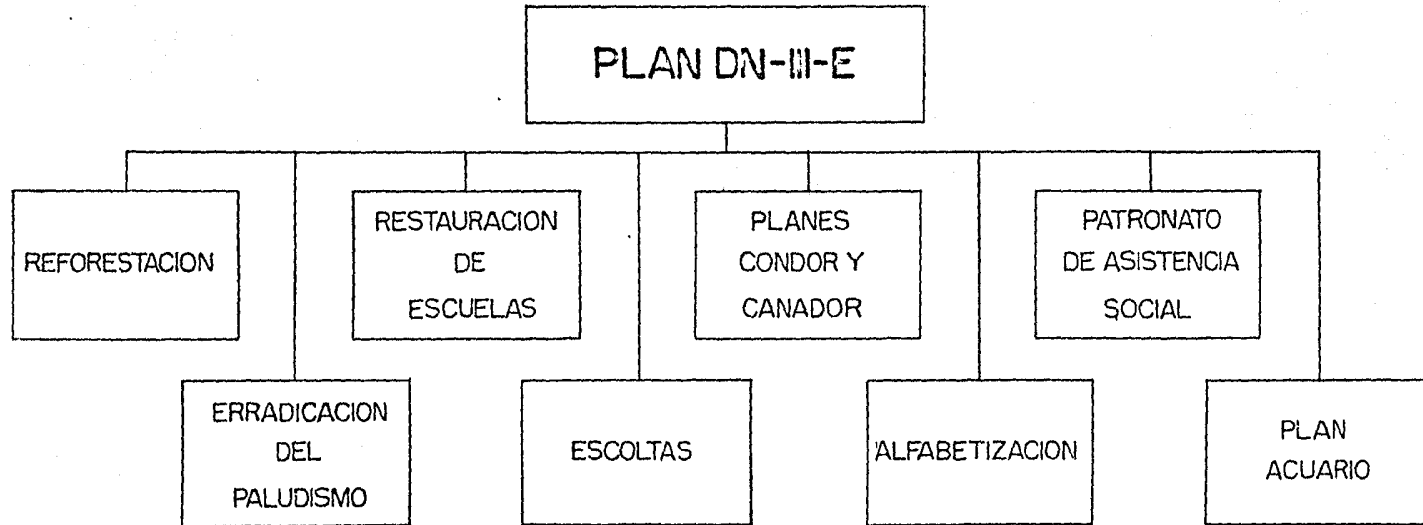 PLAN DN-III-E
REFORESTACION
RESTAURACION
DE
ESCUELAS
PLANES
CONDOR Y
CANADOR
PATRONATO
DE ASISTENCIA
SOCIAL
ERRADICACION
DEL
PALUDISMO
ESCOLTAS
ALFABETIZACION
PLAN
ACUARIO